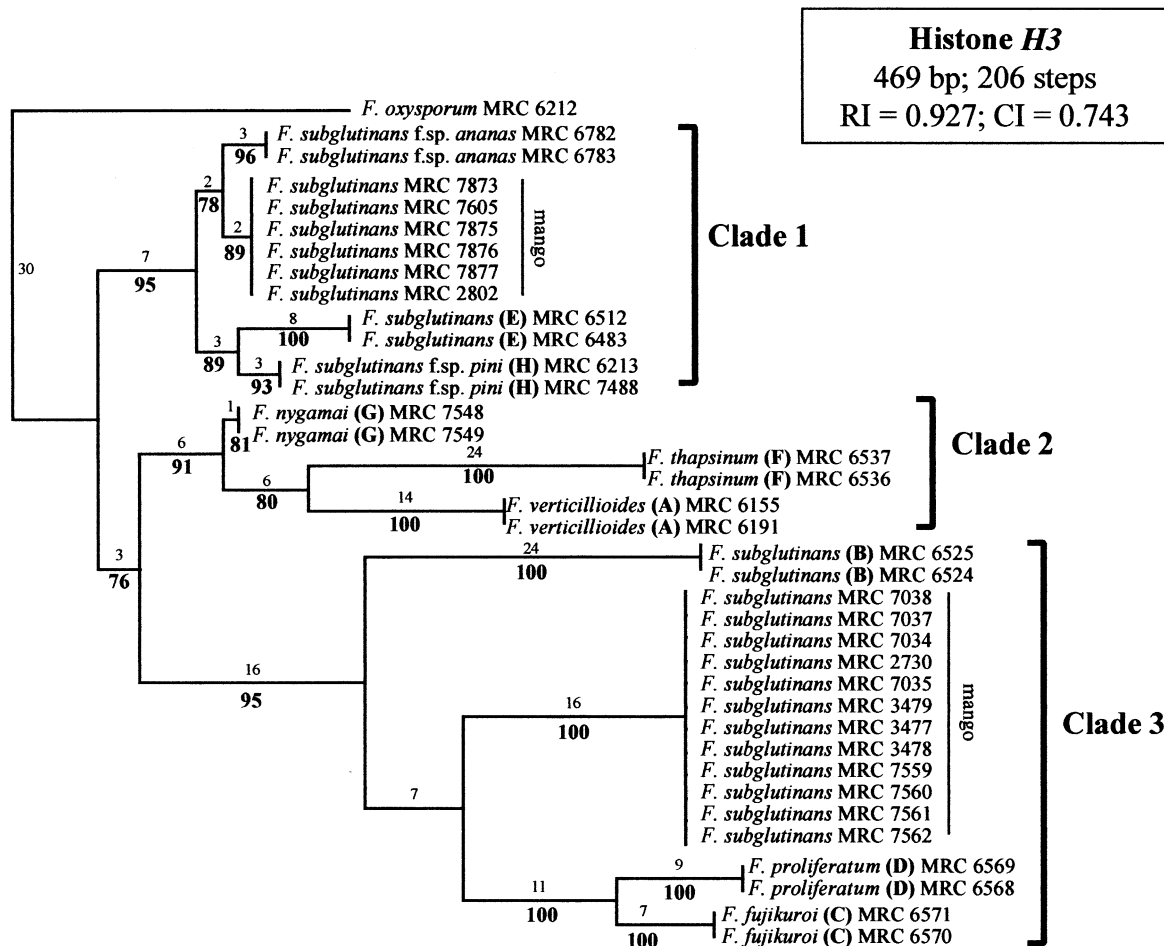 Histone H3
469 bp; 206 steps
RI = 0.927; CI = 0.743
F. oxysporum MRC 6212
3
F. subglutinans f.sp. ananas MRC 6782
96
F. subglutinans f.sp. ananas MRC 6783
2
78
F. subglutinans MRC 7873
F. subglutinans MRC 7605
2
F. subglutinans MRC 7875
89
F. subglutinans MRC 7876
F. subglutinans MRC 7877
F. subglutinans MRC 2802
mango
Clade 1
7
95
30
8
F. subglutinans (E) MRC 6512
100
F. subglutinans (E) MRC 6483
3
89
3
F. subglutinans f.sp. pini (H) MRC 6213
93
F. subglutinans f.sp. pini (H) MRC 7488
1
F. nygamai (G) MRC 7548
81
F. nygamai (G) MRC 7549
6
91
Clade 2
24
F. thapsinum (F) MRC 6537
100
F. thapsinum (F) MRC 6536
6
80
14
F. verticillioides (A) MRC 6155
100
F. verticillioides (A) MRC 6191
3
76
24
F. subglutinans (B) MRC 6525
100
F. subglutinans (B) MRC 6524
F. subglutinans MRC 7038
F. subglutinans MRC 7037
F. subglutinans MRC 7034
F. subglutinans MRC 2730
F. subglutinans MRC 7035
F. subglutinans MRC 3479
F. subglutinans MRC 3477
F. subglutinans MRC 3478
F. subglutinans MRC 7559
F. subglutinans MRC 7560
F. subglutinans MRC 7561
F. subglutinans MRC 7562
mango
Clade 3
16
95
16
100
7
9
F. proliferatum (D) MRC 6569
100
F. proliferatum (D) MRC 6568
11
100
7
F. fujikuroi (C) MRC 6571
100
F. fujikuroi (C) MRC 6570